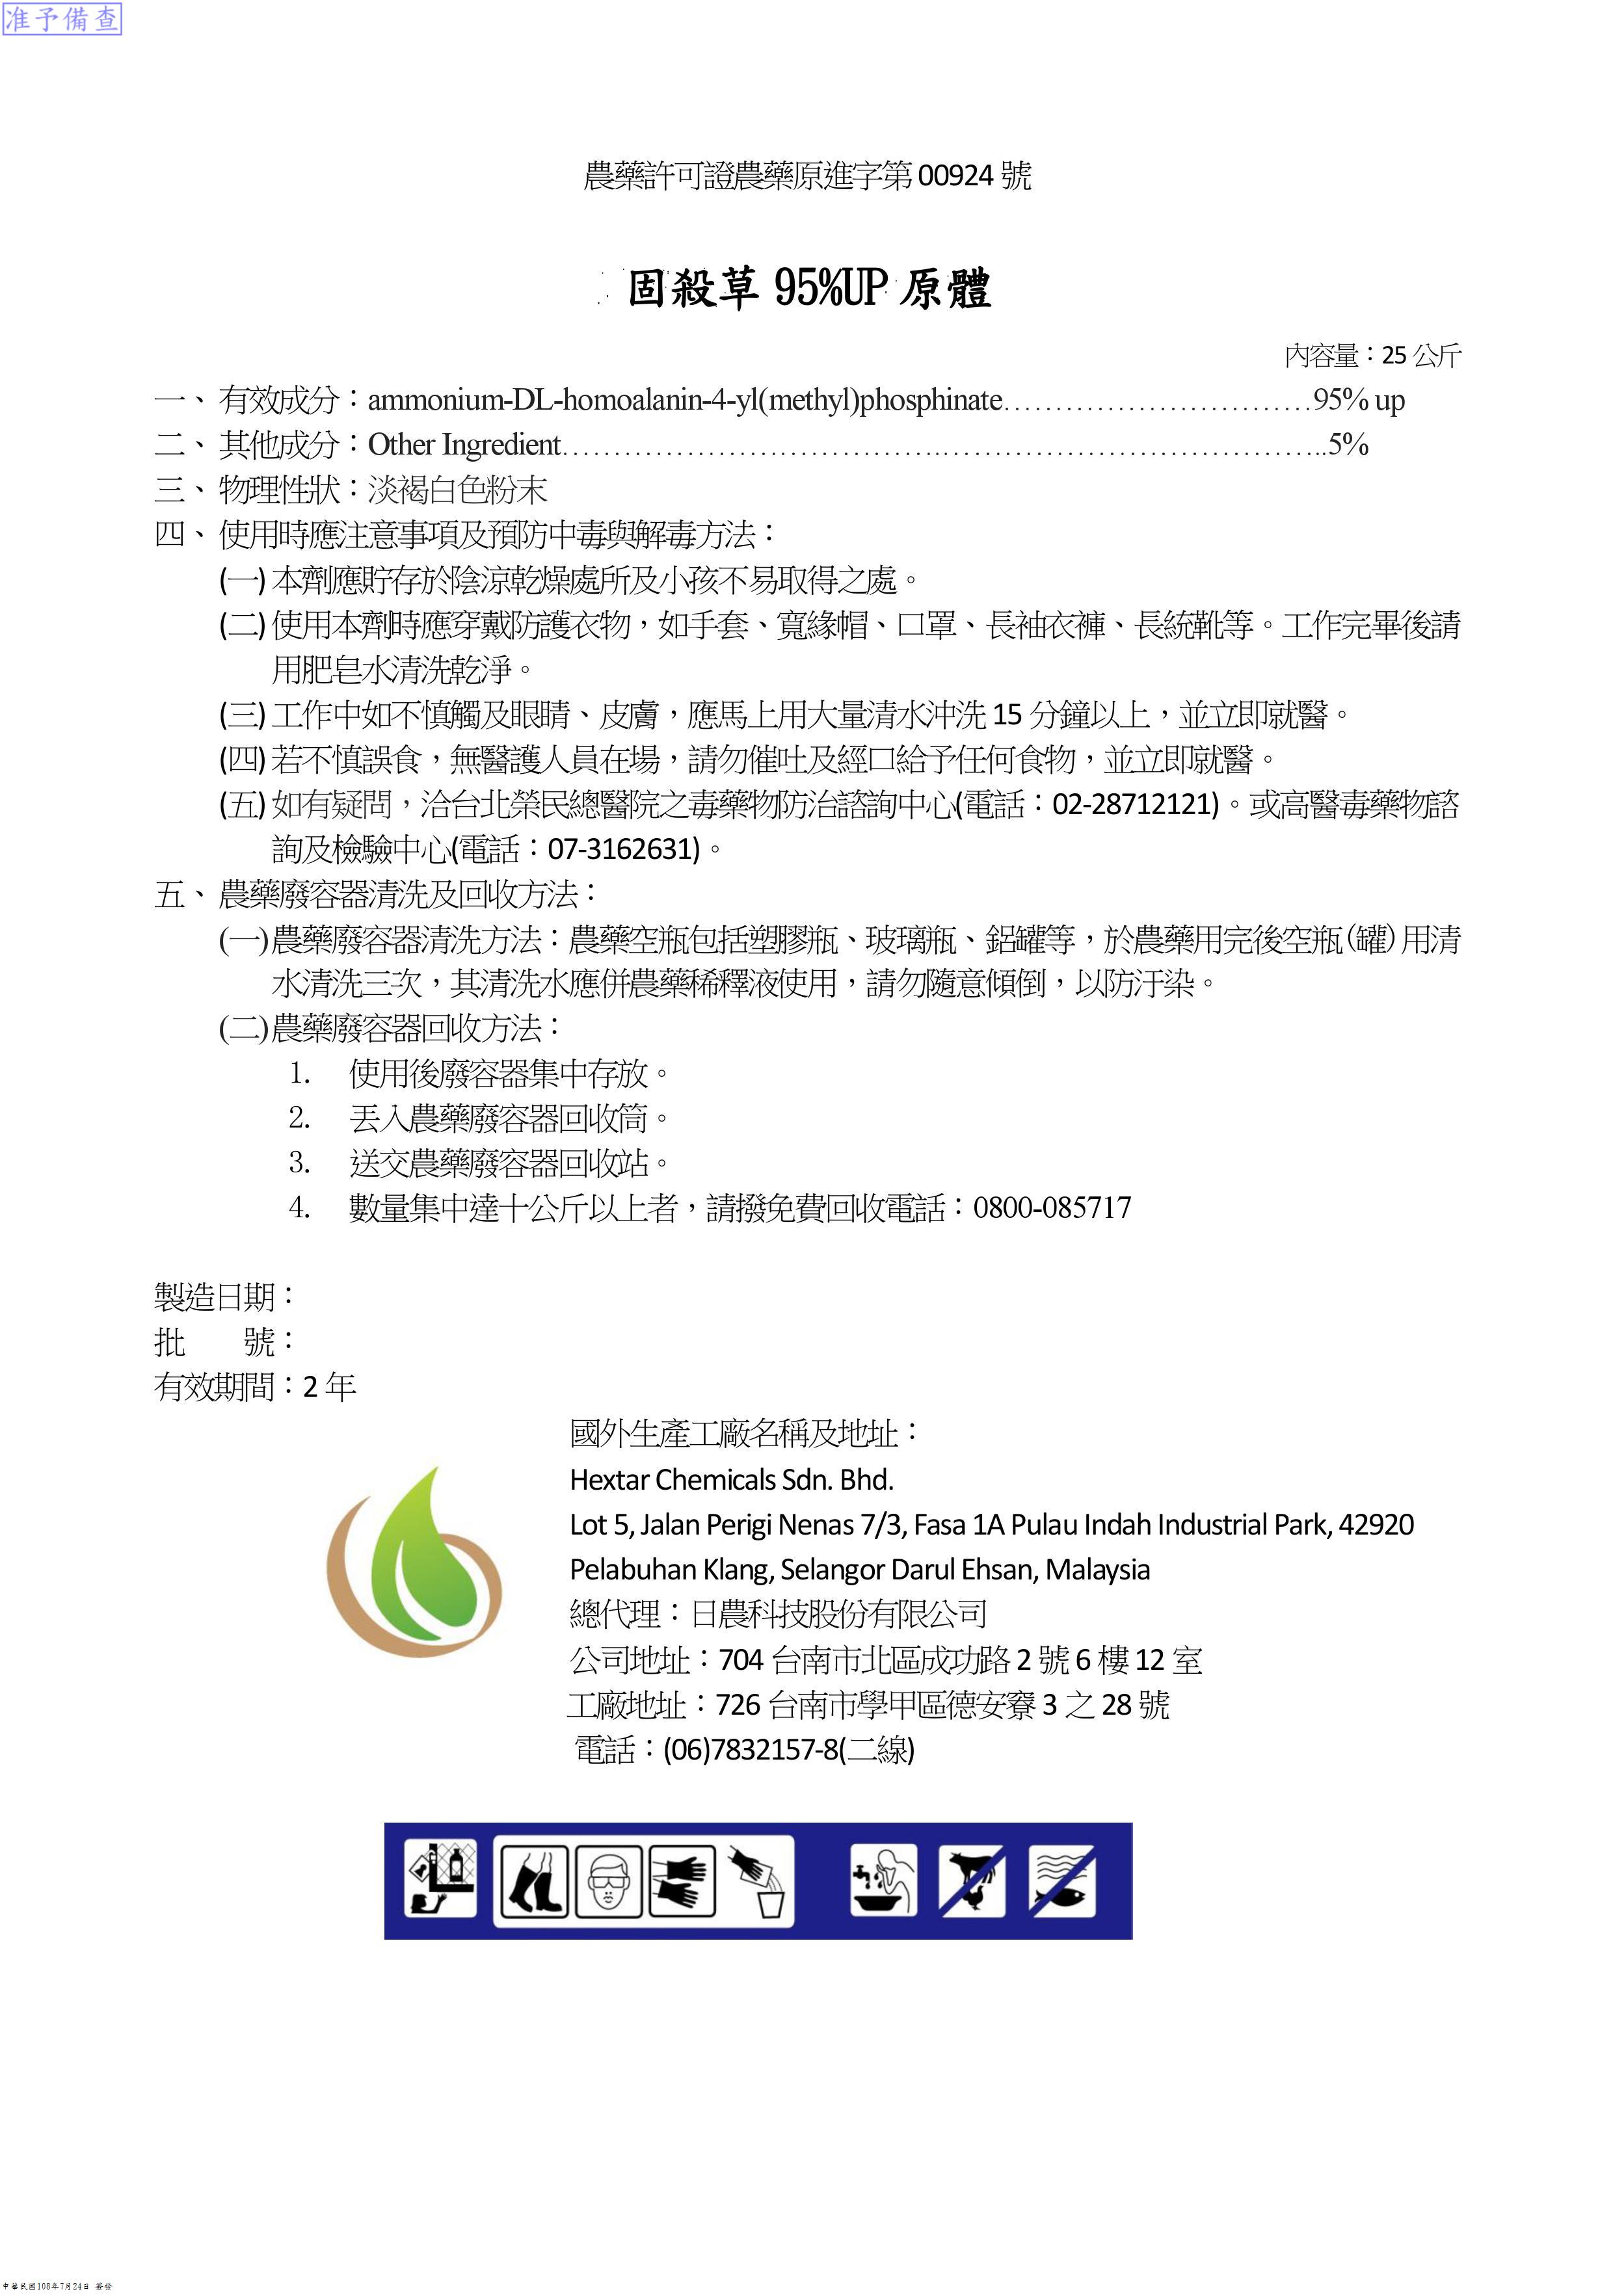 准予備查
農藥許可證農藥原進字第 00924 號
固殺草 95%UP 原體
內容量：25 公斤
一、 有效成分：ammonium-DL-homoalanin-4-yl(methyl)phosphinate…………………………95% up
二、 其他成分：Other Ingredient……………………………………………………………………..5%
三、 物理性狀：淡褐白色粉末
四、 使用時應注意事項及預防中毒與解毒方法：
(一) 本劑應貯存於陰涼乾燥處所及小孩不易取得之處。
(二) 使用本劑時應穿戴防護衣物，如手套、寬緣帽、口罩、長袖衣褲、長統靴等。工作完畢後請
用肥皂水清洗乾淨。
(三) 工作中如不慎觸及眼睛、皮膚，應馬上用大量清水沖洗 15 分鐘以上，並立即就醫。
(四) 若不慎誤食，無醫護人員在場，請勿催吐及經口給予任何食物，並立即就醫。
(五) 如有疑問，洽台北榮民總醫院之毒藥物防治諮詢中心(電話：02-28712121)。或高醫毒藥物諮
詢及檢驗中心(電話：07-3162631)。
五、 農藥廢容器清洗及回收方法：
(一)農藥廢容器清洗方法：農藥空瓶包括塑膠瓶、玻璃瓶、鋁罐等，於農藥用完後空瓶(罐)用清
水清洗三次，其清洗水應併農藥稀釋液使用，請勿隨意傾倒，以防汙染。
(二)農藥廢容器回收方法：
1. 使用後廢容器集中存放。
2. 丟入農藥廢容器回收筒。
3. 送交農藥廢容器回收站。
4. 數量集中達十公斤以上者，請撥免費回收電話：0800-085717
製造日期：
批　　號：
有效期間：2 年
國外生產工廠名稱及地址：
Hextar Chemicals Sdn. Bhd.
Lot 5, Jalan Perigi Nenas 7/3, Fasa 1A Pulau Indah Industrial Park, 42920
Pelabuhan Klang, Selangor Darul Ehsan, Malaysia
總代理：日農科技股份有限公司
公司地址：704 台南市北區成功路 2 號 6 樓 12 室
工廠地址：726 台南市學甲區德安寮 3 之 28 號
電話：(06)7832157-8(二線)
中華民國108年7月24日 簽發